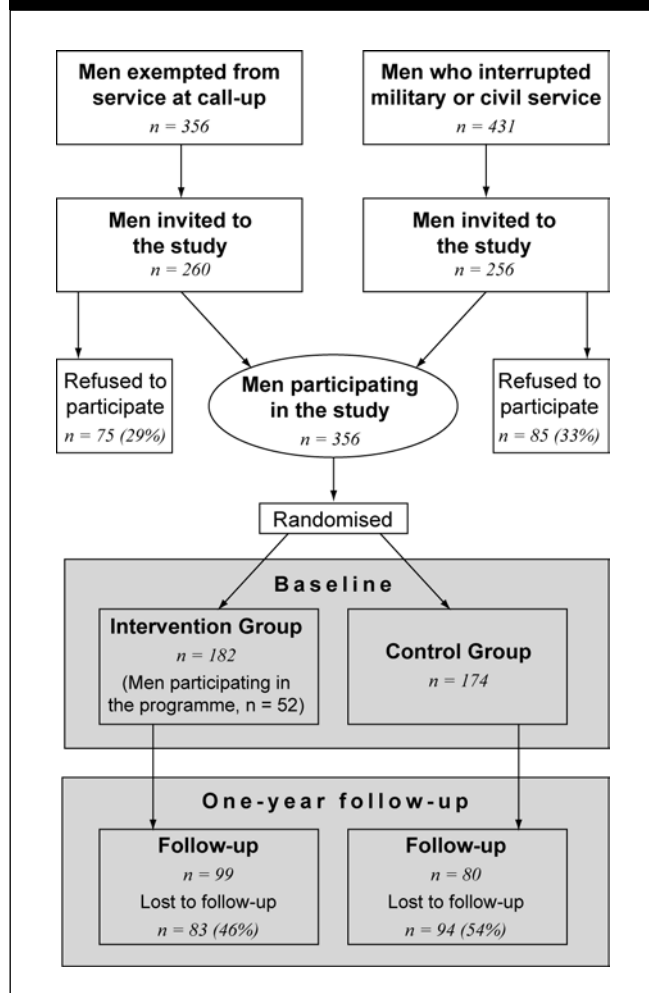 Men exempted from
service at call-up
n = 356
Men who interrupted
military or civil service
n = 431
Men invited to
the study
n = 260
Men invited to
the study
n = 256
Refused to
participate
n = 75 (29%)
Men participating
in the study
n = 356
Refused to
participate
n = 85 (33%)
Randomised
Baseline
Intervention Group
n = 182
(Men participating in
the programme, n = 52)
Control Group
n = 174
One-year follow-up
Follow-up
n = 99
Lost to follow-up
n = 83 (46%)
Follow-up
n = 80
Lost to follow-up
n = 94 (54%)